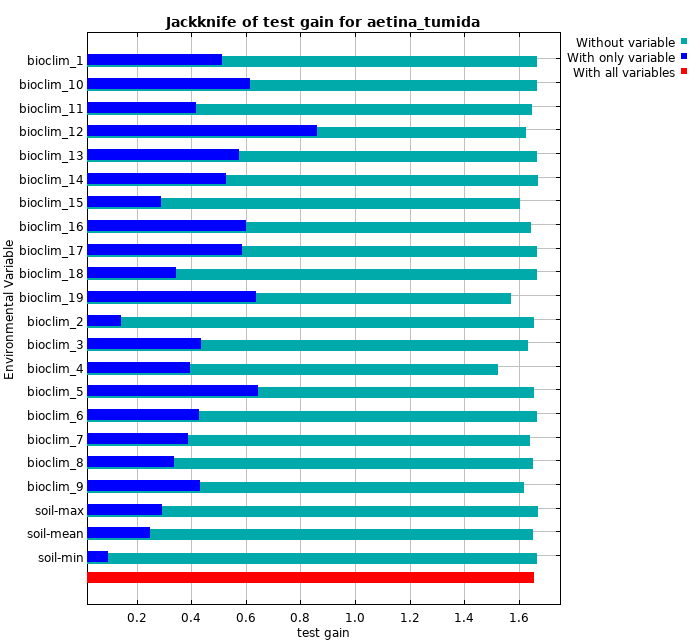 Jackknife of test gain for aetina_tumida
Without variable
With only variable
With all variables
Environmental Variable
bioclim_1
bioclim_10
bioclim_11
bioclim_12
bioclim_13
bioclim_14
bioclim_15
bioclim_16
bioclim_17
bioclim_18
bioclim_19
bioclim_2
bioclim_3
bioclim_4
bioclim_5
bioclim_6
bioclim_7
bioclim_8
bioclim_9
soil-max
soil-mean
soil-min
0.2 0.4 0.6 0.8 1.0 1.2 1.4 1.6
test gain